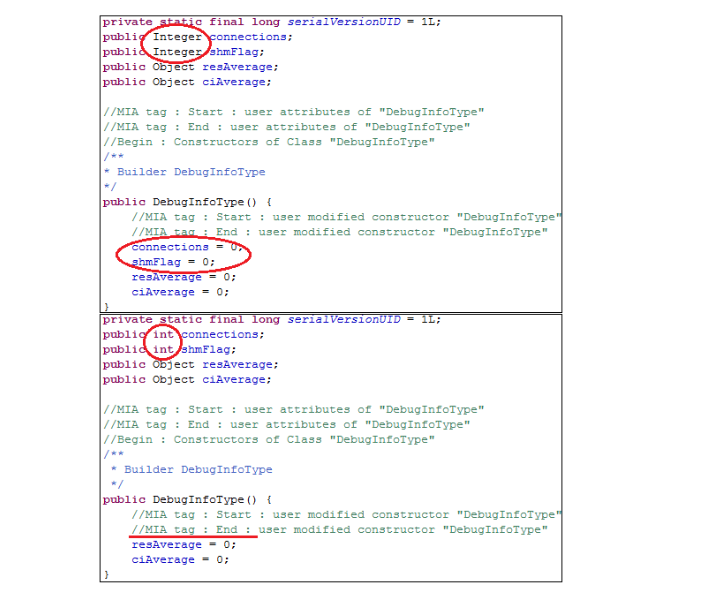 private static final long serialVersionUID = 1L;
public Integer connections;
public Integer shmFlag;
public Object resAverage;
public Object ciAverage;
//MIA tag : Start : user attributes of "DebugInfoType"
//MIA tag : End : user attributes of "DebugInfoType"
//Begin : Constructors of Class "DebugInfoType"
/**
* Builder DebugInfoType
*/
public DebugInfoType() {
//MIA tag : Start : user modified constructor "DebugInfoType"
//MIA tag : End : user modified constructor "DebugInfoType"
connections = 0;
shmFlag = 0;
resAverage = 0;
ciAverage = 0;
}
private static final long serialVersionUID = 1L;
public int connections;
public int shmFlag;
public Object resAverage;
public Object ciAverage;
//MIA tag : Start : user attributes of "DebugInfoType"
//MIA tag : End : user attributes of "DebugInfoType"
//Begin : Constructors of Class "DebugInfoType"
/**
* Builder DebugInfoType
*/
public DebugInfoType() {
//MIA tag : Start : user modified constructor "DebugInfoType"
//MIA tag : End : user modified constructor "DebugInfoType"
resAverage = 0;
ciAverage = 0;
}